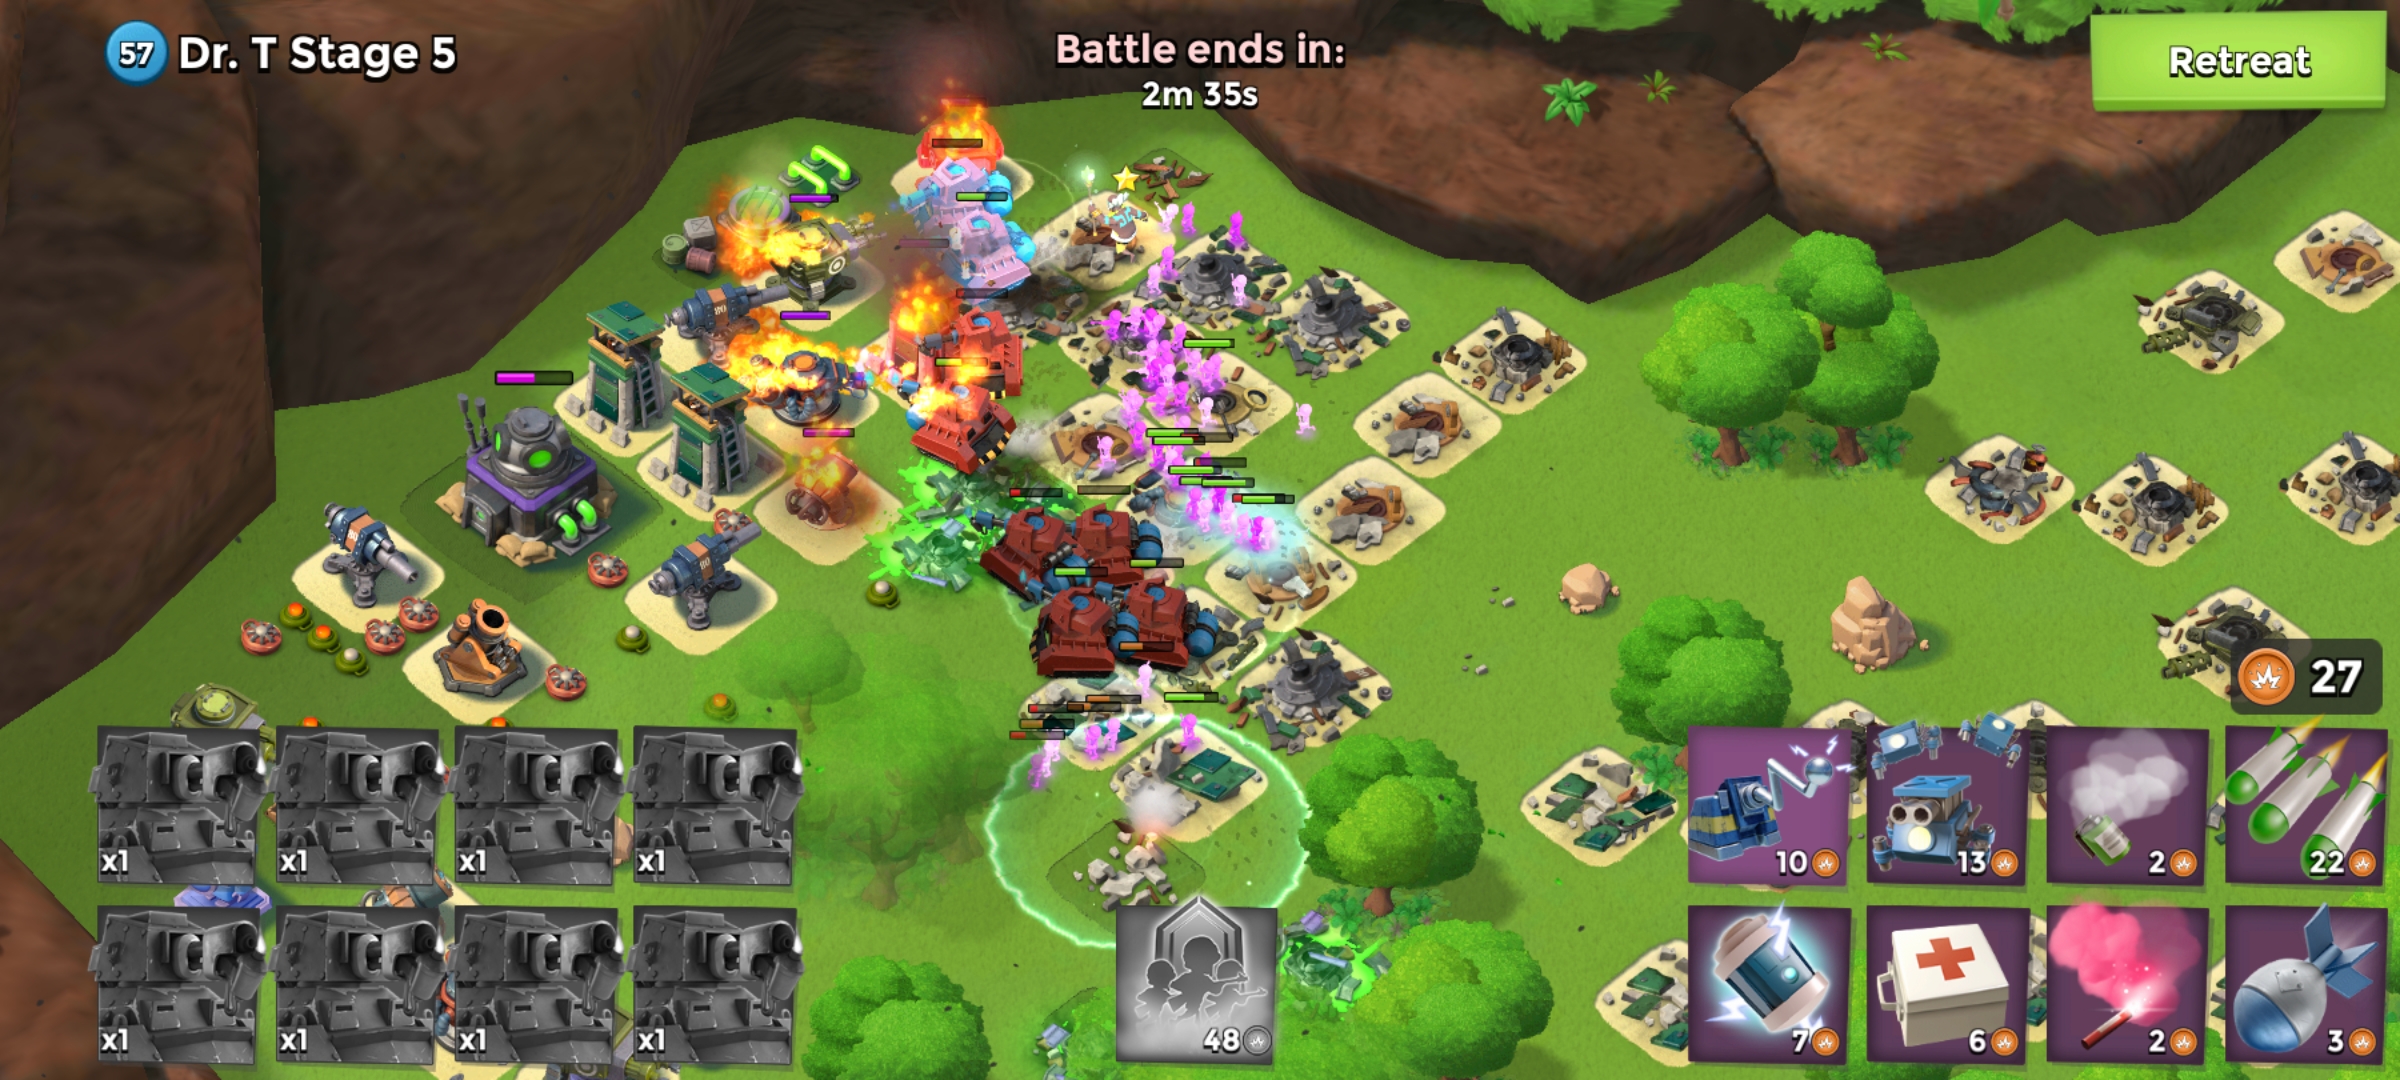 57 Dr. T Stage 5
Battle ends in:
2m 35s
Retreat
27
x1 x1 x1 x1
10 13 2 22
x1 x1 x1 x1
48
7 6 2 3